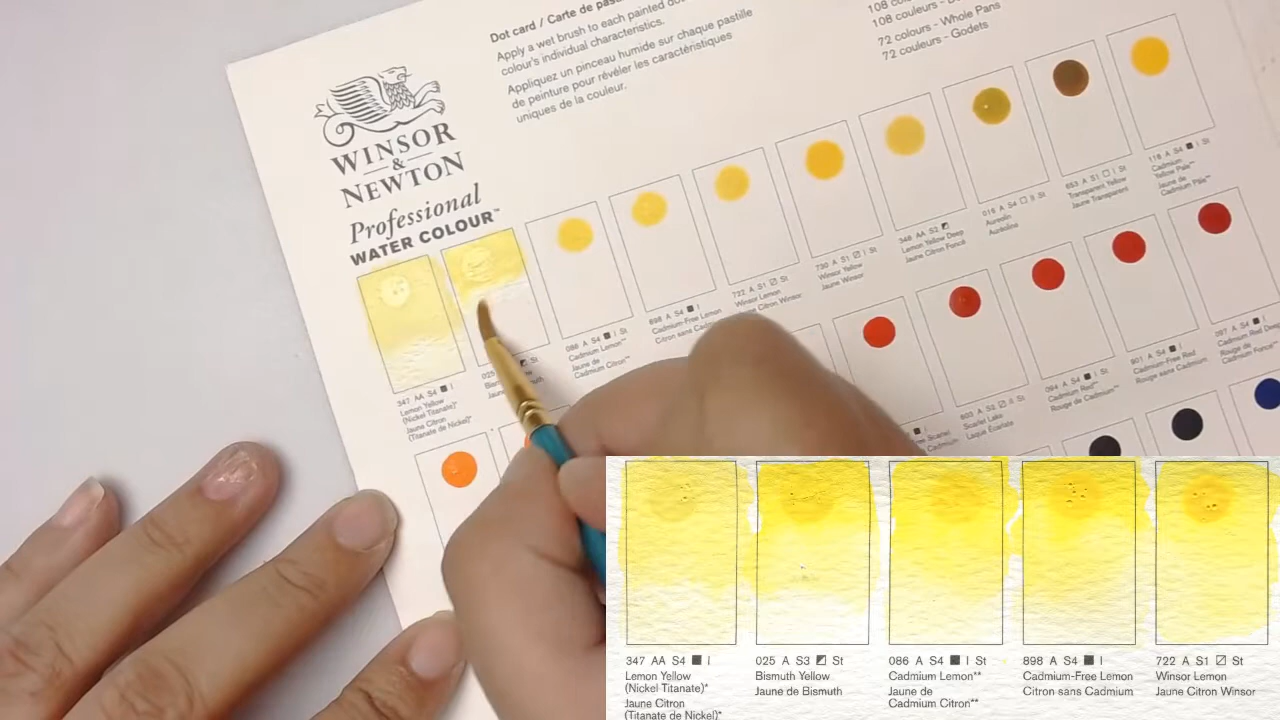 Dot card / Carte de
Apply a wet brush to each painted
colour's individual characteristics.
Appliquez un pinceau humide sur chaque pastille
de peinture pour révéler les caractéristiques
uniques de la couleur.
108 couleurs -
72 colours - Whole Pans
72 couleurs - Godets
WINSOR
&
NEWTON
Professional
WATER COLOUR™
347 AA S4 I
Lemon Yellow
(Nickel Titanate)*
Jaune Citron
(Titanate de Nickel)*
086 A S4 I St
Cadmium Lemon**
Jaune de
Cadmium Citron**
898 A S4 I
Cadmium-Free Lemon
Citron sans
722 A S1 I St
Winsor Lemon
Jaune Citron Winsor
730 A S1 I St
Winsor Yellow
Jaune Winsor
348 AA S2
Lemon Yellow Deep
Jaune Citron Foncé
016 A S4 II St
Aureolin
Auréoline
653 A S1 I St
Transparent Yellow
Jaune Transparent
118 A S4 I St
Cadmium
Yellow Pale**
Jaune de
Cadmium Pâle**
603 A S2 II St
Scarlet Lake
Laque Écarlate
094 A S4 I St
Cadmium Red**
Rouge de Cadmium**
901 A S4 I
Cadmium-Free Red
Rouge sans Cadmium
097 A S4 I St
Cadmium Red Deep
Rouge de
Cadmium Foncé**
347 AA S4 I
Lemon Yellow
(Nickel Titanate)*
Jaune Citron
(Titanate de Nickel)*
025 A S3 St
Bismuth Yellow
Jaune de Bismuth
086 A S4 I St
Cadmium Lemon**
Jaune de
Cadmium Citron**
898 A S4 I
Cadmium-Free Lemon
Citron sans Cadmium
722 A S1 St
Winsor Lemon
Jaune Citron Winsor